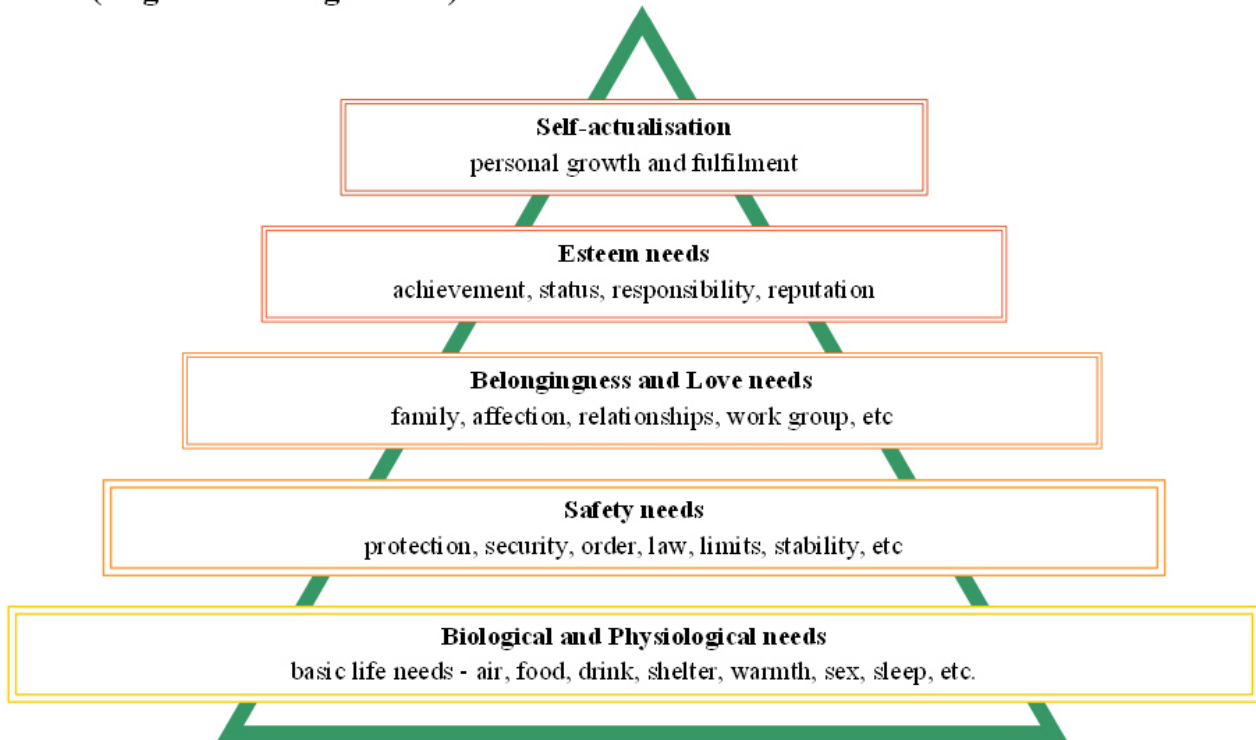 Self-actualisation
personal growth and fulfilment
Esteem needs
achievement, status, responsibility, reputation
Belongingness and Love needs
family, affection, relationships, work group, etc
Safety needs
protection, security, order, law, limits, stability, etc
Biological and Physiological needs
basic life needs - air, food, drink, shelter, warmth, sex, sleep, etc.